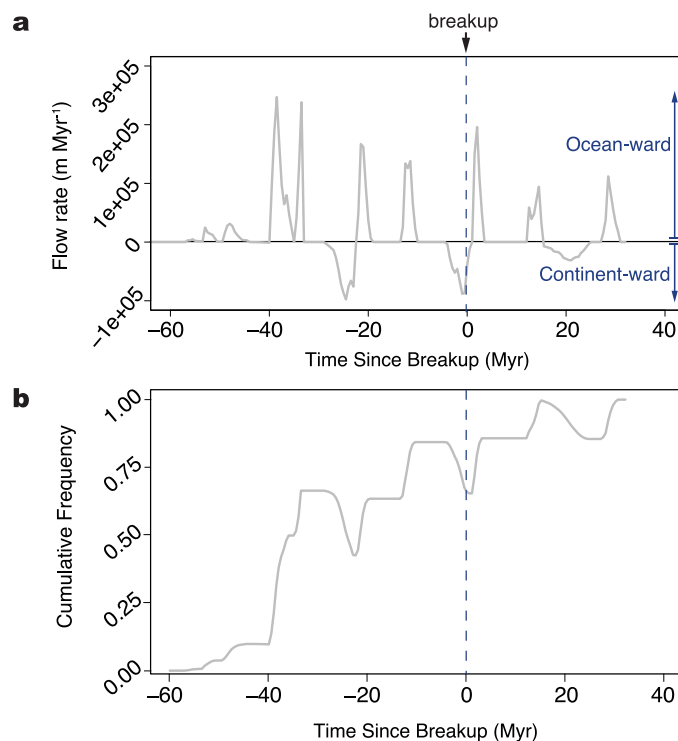 a
breakup
Flow rate (m Myr⁻¹)
3e+05
2e+05
1e+05
0
−1e+05
Ocean-ward
Continent-ward
−60 −40 −20 0 20 40
Time Since Breakup (Myr)
b
Cumulative Frequency
1.00
0.75
0.50
0.25
0.00
−60 −40 −20 0 20 40
Time Since Breakup (Myr)